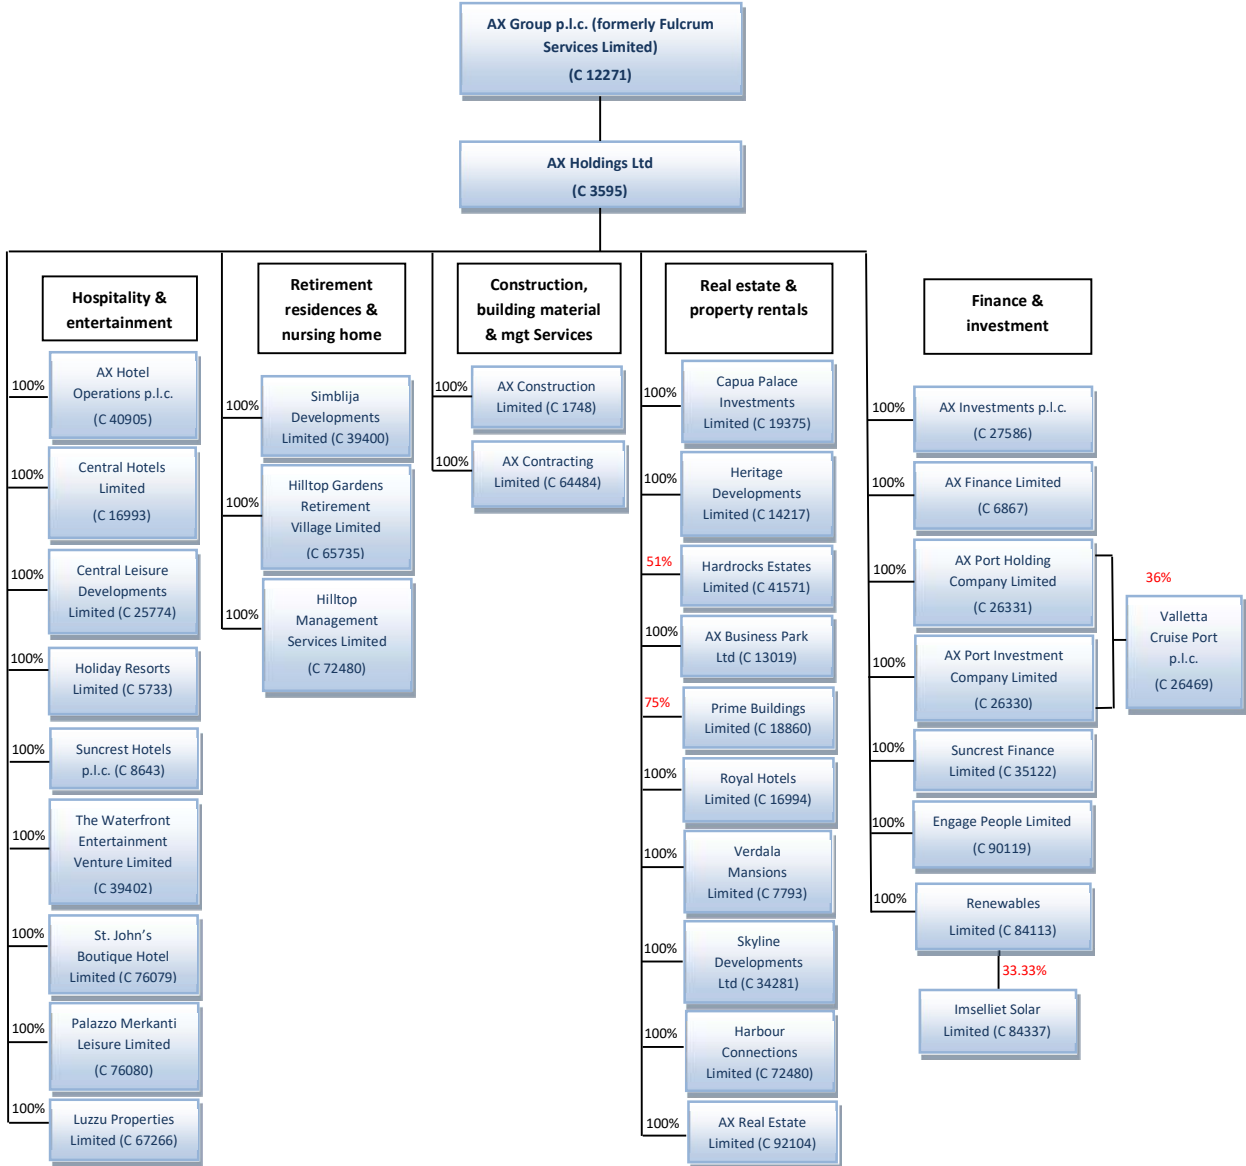 AX Group p.l.c. (formerly Fulcrum
Services Limited)
(C 12271)
AX Holdings Ltd
(C 3595)
Hospitality &
entertainment
100%
AX Hotel
Operations p.l.c.
(C 40905)
100%
Central Hotels
Limited
(C 16993)
100%
Central Leisure
Developments
Limited (C 25774)
100%
Holiday Resorts
Limited (C 5733)
100%
Suncrest Hotels
p.l.c. (C 8643)
100%
The Waterfront
Entertainment
Venture Limited
(C 39402)
100%
St. John’s
Boutique Hotel
Limited (C 76079)
100%
Palazzo Merkanti
Leisure Limited
(C 76080)
100%
Luzzu Properties
Limited (C 67266)
Retirement
residences &
nursing home
100%
Simblija
Developments
Limited (C 39400)
100%
Hilltop Gardens
Retirement
Village Limited
(C 65735)
100%
Hilltop
Management
Services Limited
(C 72480)
Construction,
building material
& mgt Services
100%
AX Construction
Limited (C 1748)
100%
AX Contracting
Limited (C 64484)
Real estate &
property rentals
100%
Capua Palace
Investments
Limited (C 19375)
100%
Heritage
Developments
Limited (C 14217)
51%
Hardrocks Estates
Limited (C 41571)
100%
AX Business Park
Ltd (C 13019)
75%
Prime Buildings
Limited (C 18860)
100%
Royal Hotels
Limited (C 16994)
100%
Verdala
Mansions
Limited (C 7793)
100%
Skyline
Developments
Ltd (C 34281)
100%
Harbour
Connections
Limited (C 72480)
100%
AX Real Estate
Limited (C 92104)
Finance &
investment
100%
AX Investments p.l.c.
(C 27586)
100%
AX Finance Limited
(C 6867)
100%
AX Port Holding
Company Limited
(C 26331)
100%
AX Port Investment
Company Limited
(C 26330)
36%
Valletta
Cruise Port
p.l.c.
(C 26469)
100%
Suncrest Finance
Limited (C 35122)
100%
Engage People Limited
(C 90119)
100%
Renewables
Limited (C 84113)
33.33%
Imselliet Solar
Limited (C 84337)